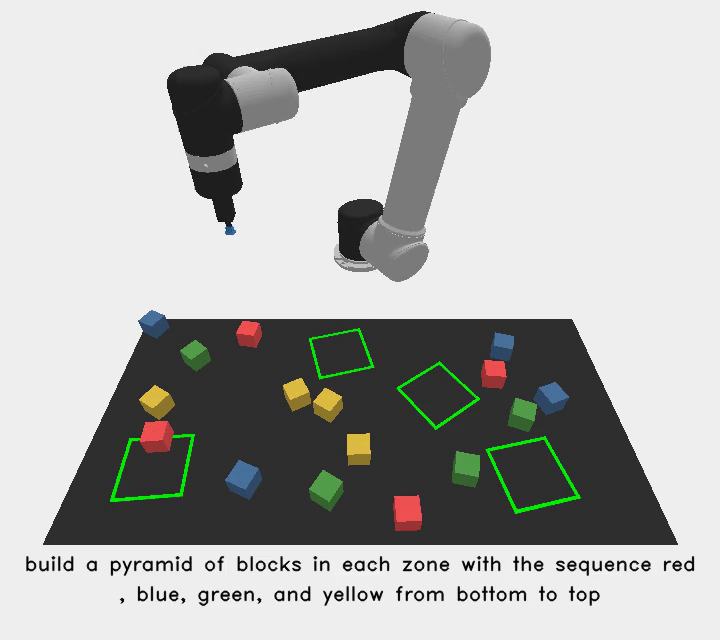 build a pyramid of blocks in each zone with the sequence red
, blue, green, and yellow from bottom to top